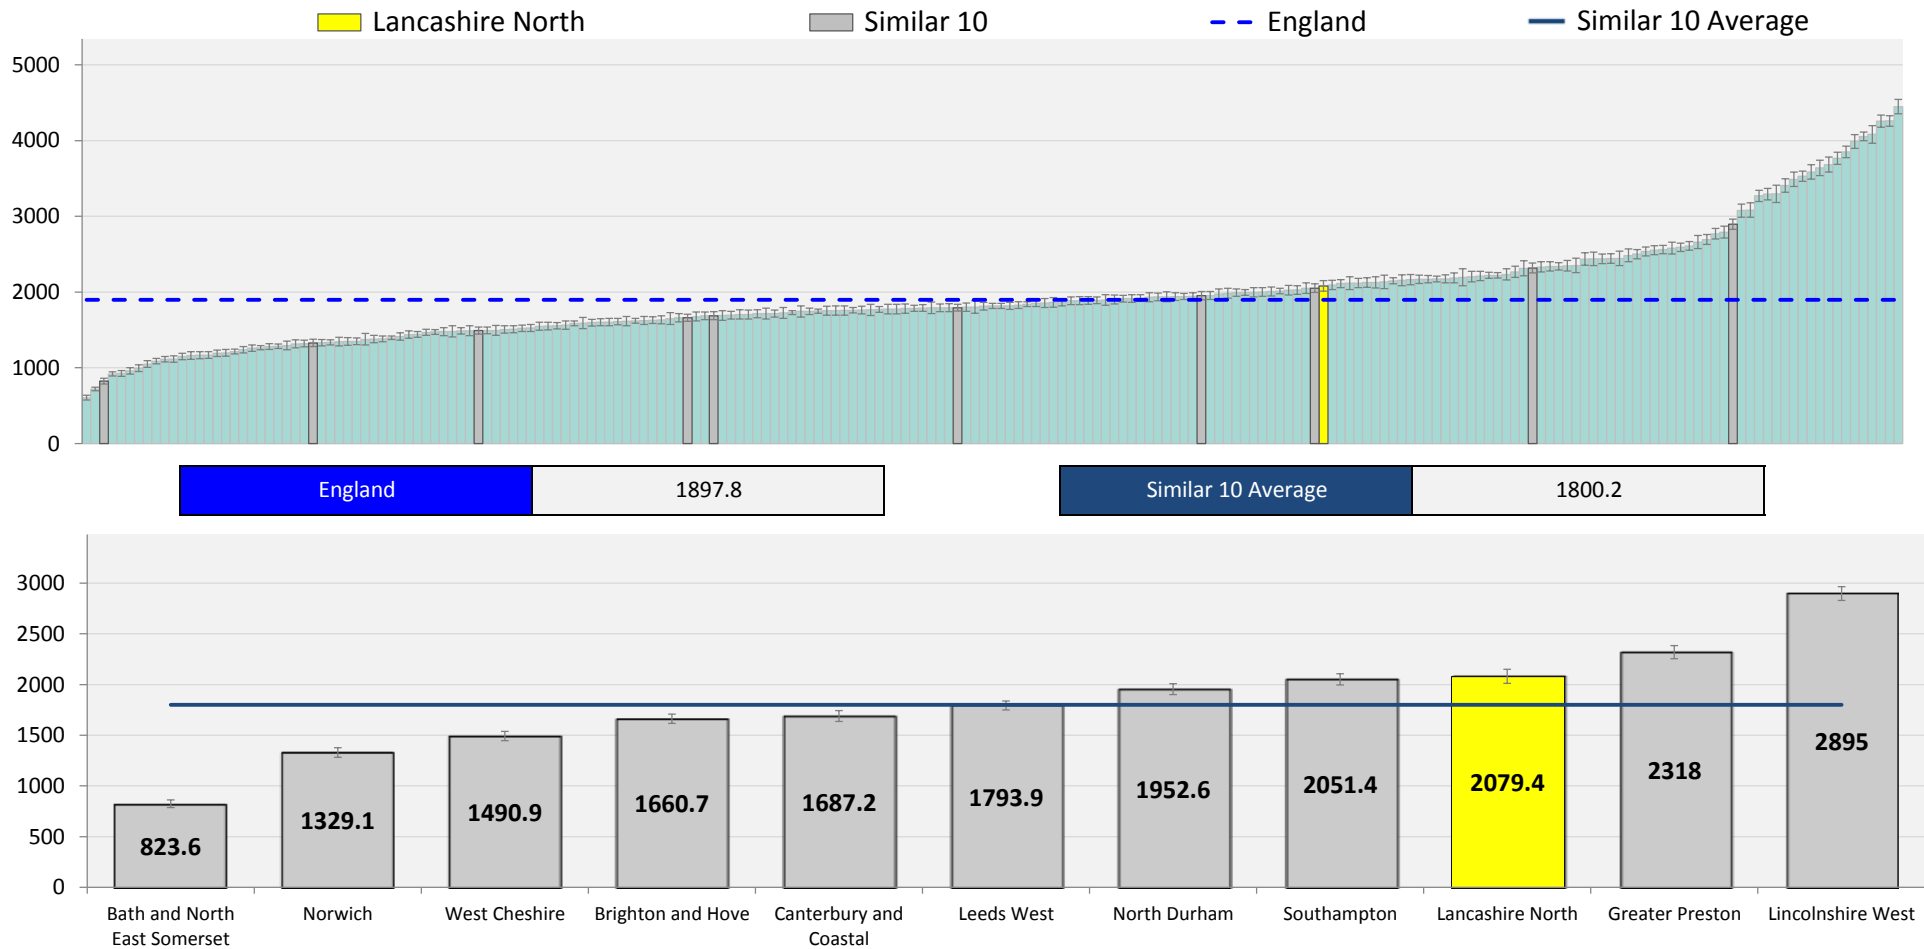 Lancashire North
Similar 10
England
Similar 10 Average
5000
4000
3000
2000
1000
0
England
1897.8
Similar 10 Average
1800.2
3000
2500
2000
1500
1000
500
0
823.6
1329.1
1490.9
1660.7
1687.2
1793.9
1952.6
2051.4
2079.4
2318
2895
Bath and North
East Somerset
Norwich
West Cheshire
Brighton and Hove
Canterbury and
Coastal
Leeds West
North Durham
Southampton
Lancashire North
Greater Preston
Lincolnshire West